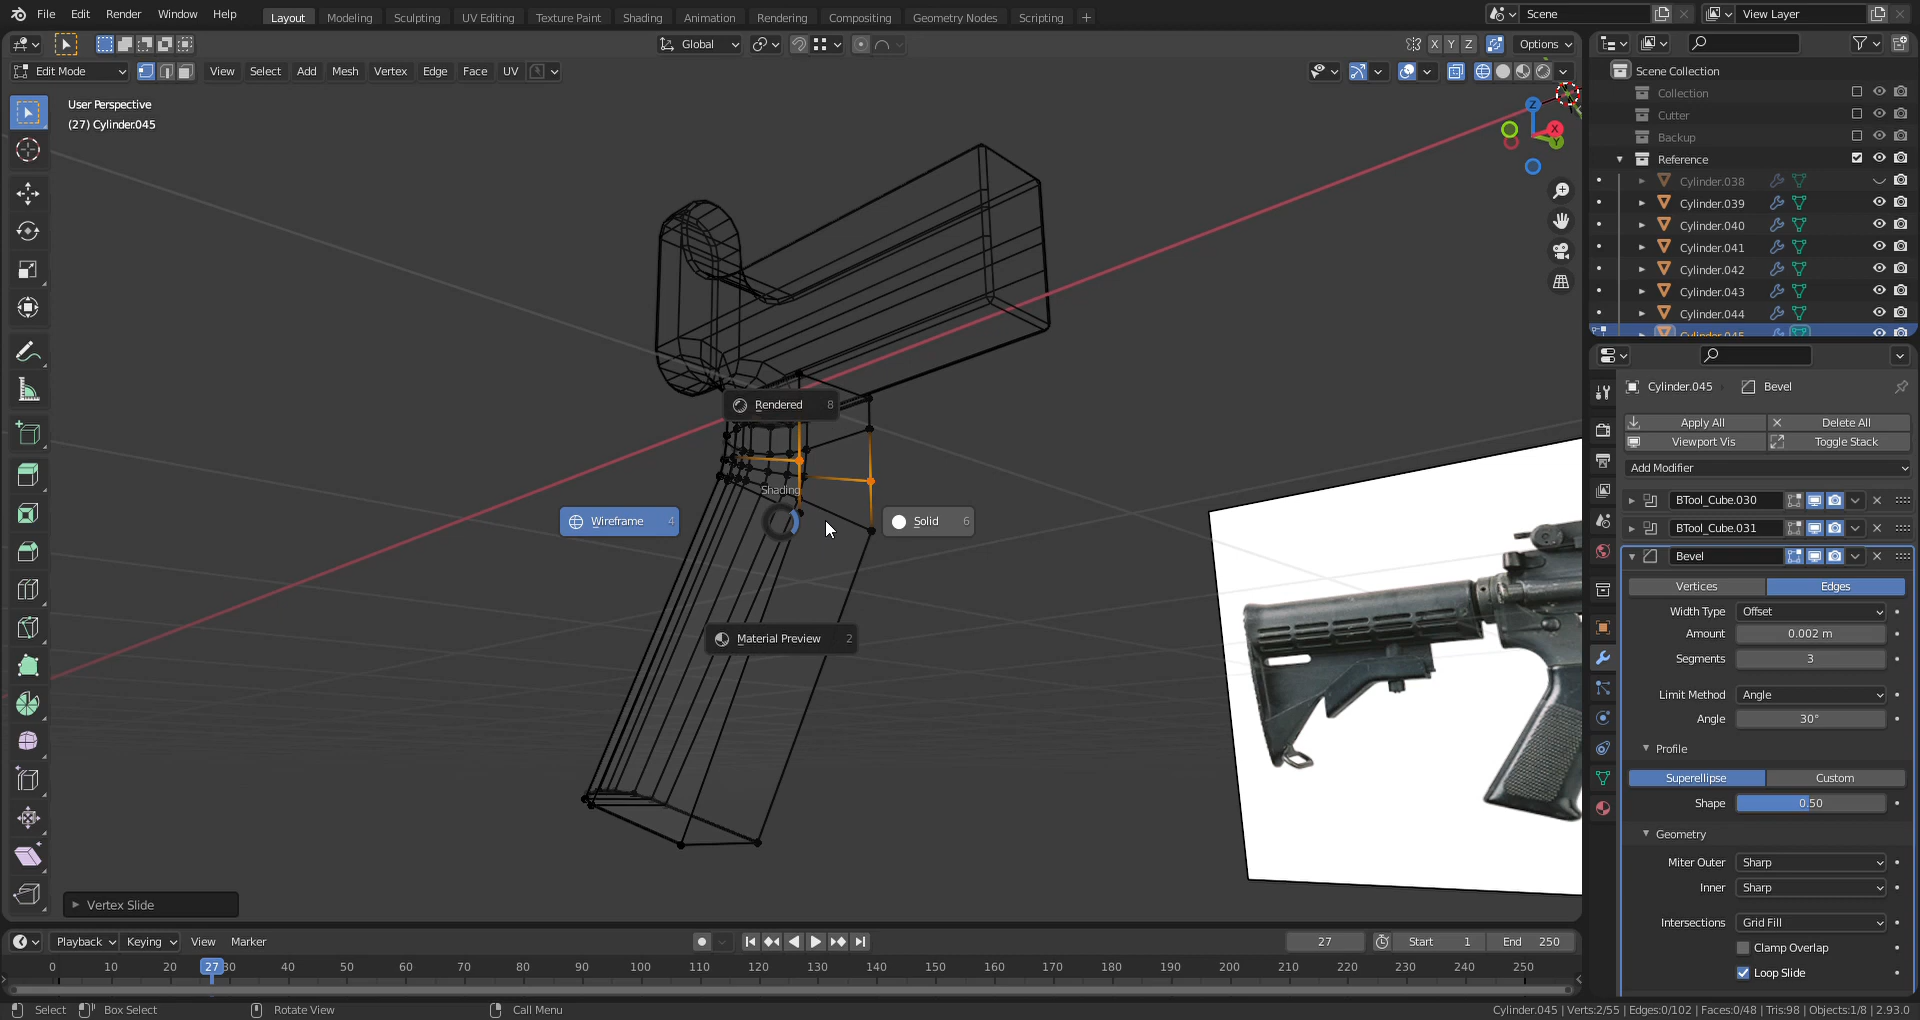 File Edit Render Window Help
Layout Modeling Sculpting UV Editing Texture Paint Shading Animation Rendering Compositing Geometry Nodes Scripting +
Scene
View Layer
Global
X Y Z
Options
Edit Mode
View Select Add Mesh Vertex Edge Face UV
User Perspective
(27) Cylinder.045
Z
X
Y
Rendered 8
Shading
Wireframe 4
Solid 6
Material Preview 2
Vertex Slide
Scene Collection
Collection
Cutter
Backup
Reference
Cylinder.038
Cylinder.039
Cylinder.040
Cylinder.041
Cylinder.042
Cylinder.043
Cylinder.044
Cylinder.045
Cylinder.045 Bevel
Apply All Delete All
Viewport Vis Toggle Stack
Add Modifier
BTool_Cube.030
BTool_Cube.031
Bevel
Vertices Edges
Width Type Offset
Amount 0.002 m
Segments 3
Limit Method Angle
Angle 30°
Profile
Superellipse Custom
Shape 0.50
Geometry
Miter Outer Sharp
Inner Sharp
Intersections Grid Fill
Clamp Overlap
Loop Slide
Playback Keying View Marker
27
Start 1
End 250
0 10 20 27 30 40 50 60 70 80 90 100 110 120 130 140 150 160 170 180 190 200 210 220 230 240 250
Select Box Select Rotate View Call Menu
Cylinder.045 | Verts:2/55 | Edges:0/102 | Faces:0/48 | Tris:98 | Objects:1/8 | 2.93.0